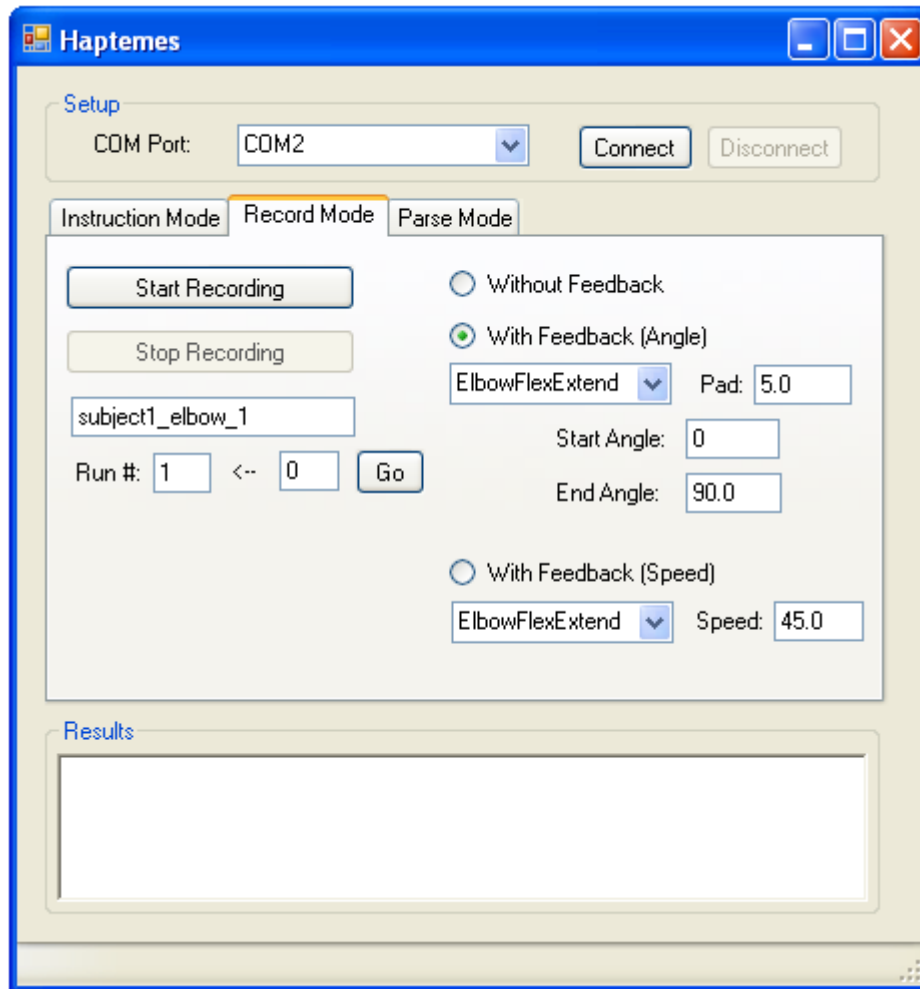 Haptemes
Setup
COM Port: COM2 Connect Disconnect
Instruction Mode Record Mode Parse Mode
Start Recording
Stop Recording
subject1_elbow_1
Run #: 1 <-- 0 Go
Without Feedback
With Feedback (Angle)
ElbowFlexExtend Pad: 5.0
Start Angle: 0
End Angle: 90.0
With Feedback (Speed)
ElbowFlexExtend Speed: 45.0
Results